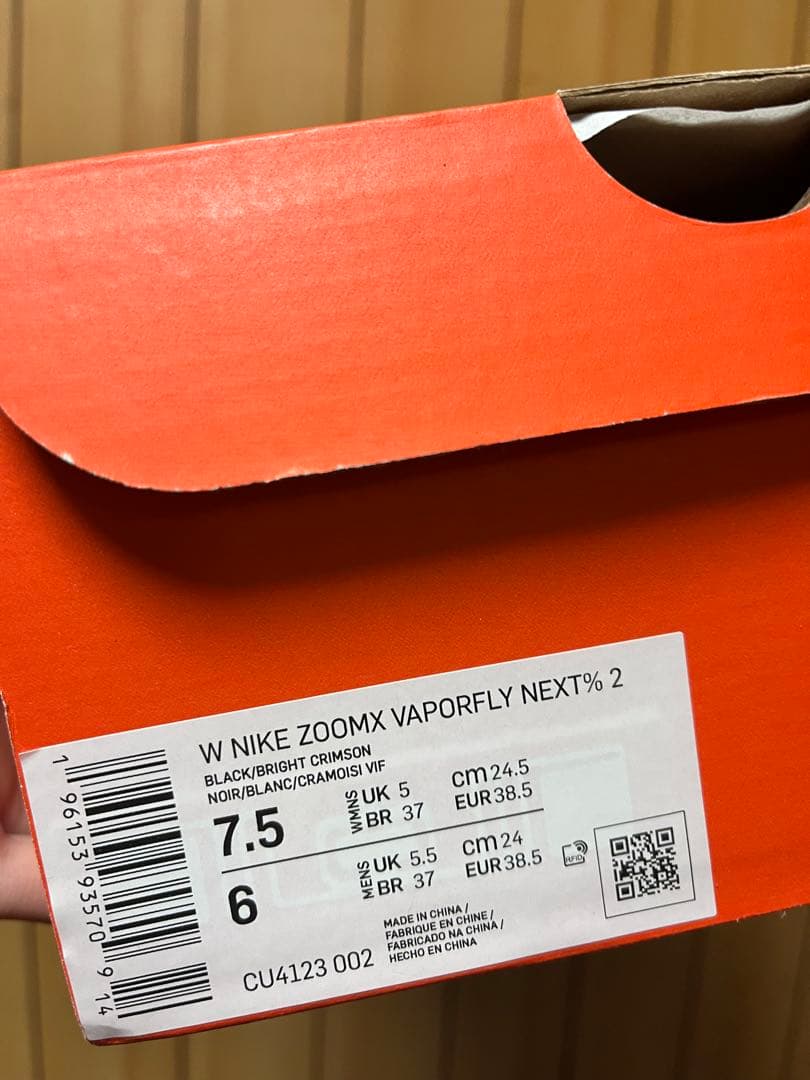 W NIKE ZOOMX VAPORFLY NEXT% 2
BLACK/BRIGHT CRIMSON
NOIR/BLANC/CRAMOISI VIF
7.5 WMNS UK 5 cm 24.5
BR 37 EUR 38.5
6 MENS UK 5.5 cm 24
BR 37 EUR 38.5
RFID
CU4123 002
MADE IN CHINA /
FABRIQUE EN CHINE /
FABRICADO NA CHINA /
HECHO EN CHINA
1 96153 93570 9 14